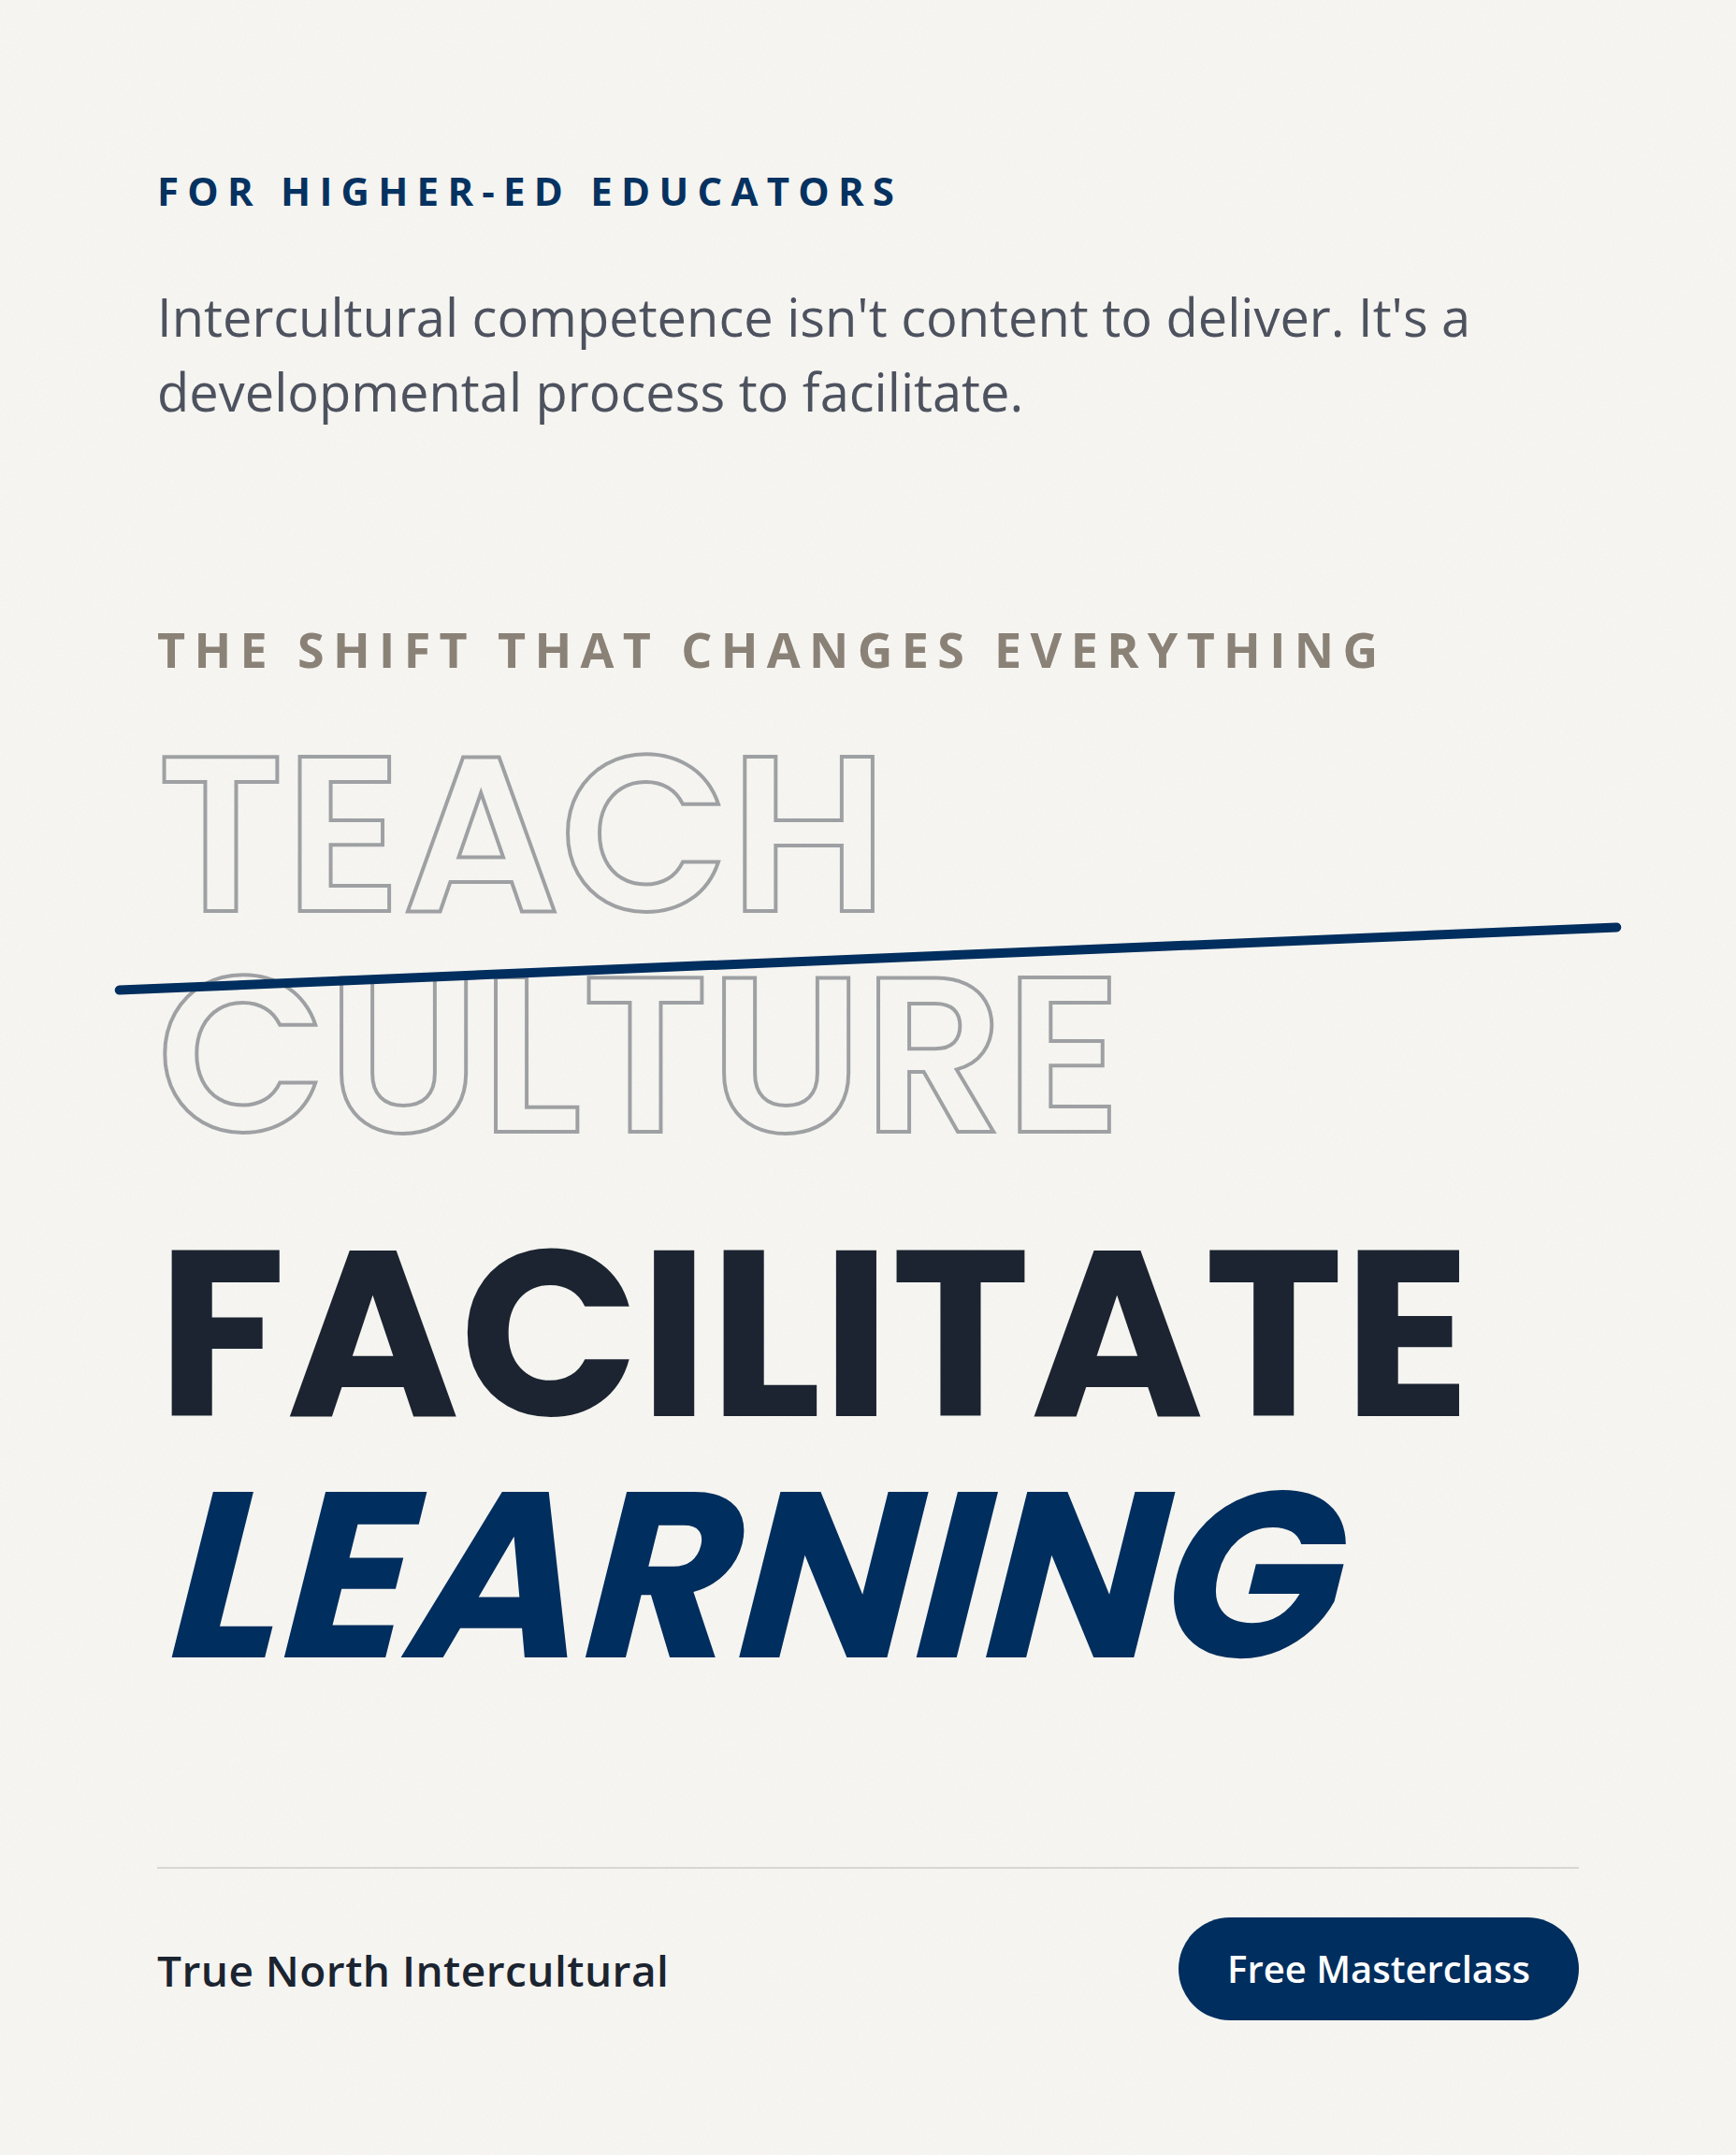 FOR HIGHER-ED EDUCATORS
Intercultural competence isn't content to deliver. It's a
developmental process to facilitate.
THE SHIFT THAT CHANGES EVERYTHING
TEACH
CULTURE
FACILITATE
LEARNING
True North Intercultural
Free Masterclass